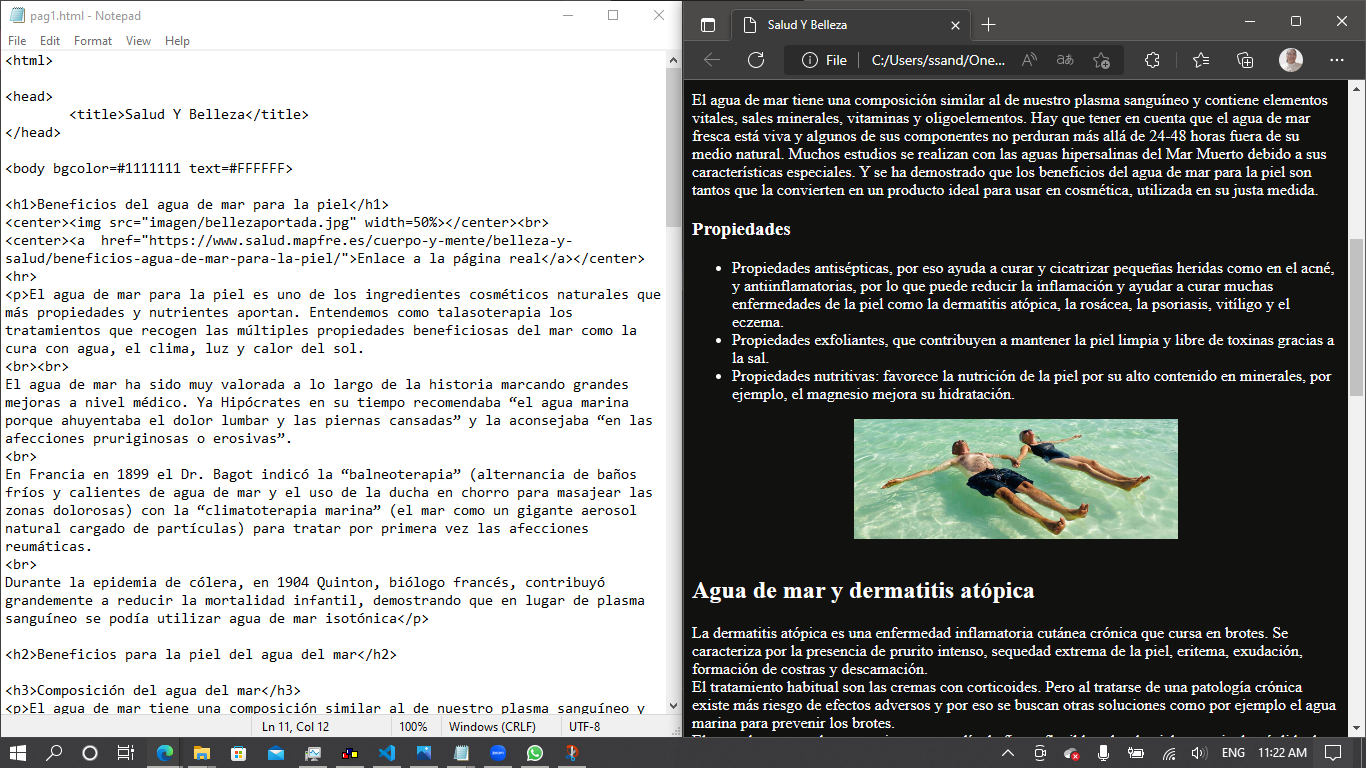 pag1.html - Notepad
File Edit Format View Help
<html>
<head>
<title>Salud Y Belleza</title>
</head>
<body bgcolor=#1111111 text=#FFFFFF>
<h1>Beneficios del agua de mar para la piel</h1>
<center><img src="imagen/bellezaportada.jpg" width=50%></center><br>
<center><a  href="https://www.salud.mapfre.es/cuerpo-y-mente/belleza-y-
salud/beneficios-agua-de-mar-para-la-piel/">Enlace a la página real</a></center>
<hr>
<p>El agua de mar para la piel es uno de los ingredientes cosméticos naturales que
más propiedades y nutrientes aportan. Entendemos como talasoterapia los
tratamientos que recogen las múltiples propiedades beneficiosas del mar como la
cura con agua, el clima, luz y calor del sol.
<br><br>
El agua de mar ha sido muy valorada a lo largo de la historia marcando grandes
mejoras a nivel médico. Ya Hipócrates en su tiempo recomendaba “el agua marina
porque ahuyentaba el dolor lumbar y las piernas cansadas” y la aconsejaba “en las
afecciones pruriginosas o erosivas”.
<br>
En Francia en 1899 el Dr. Bagot indicó la “balneoterapia” (alternancia de baños
fríos y calientes de agua de mar y el uso de la ducha en chorro para masajear las
zonas dolorosas) con la “climatoterapia marina” (el mar como un gigante aerosol
natural cargado de partículas) para tratar por primera vez las afecciones
reumáticas.
<br>
Durante la epidemia de cólera, en 1904 Quinton, biólogo francés, contribuyó
grandemente a reducir la mortalidad infantil, demostrando que en lugar de plasma
sanguíneo se podía utilizar agua de mar isotónica</p>
<h2>Beneficios para la piel del agua del mar</h2>
<h3>Composición del agua del mar</h3>
<p>El agua de mar tiene una composición similar al de nuestro plasma sanguíneo y
Ln 11, Col 12 100% Windows (CRLF) UTF-8
Salud Y Belleza
File C:/Users/ssand/One...
El agua de mar tiene una composición similar al de nuestro plasma sanguíneo y contiene elementos
vitales, sales minerales, vitaminas y oligoelementos. Hay que tener en cuenta que el agua de mar
fresca está viva y algunos de sus componentes no perduran más allá de 24-48 horas fuera de su
medio natural. Muchos estudios se realizan con las aguas hipersalinas del Mar Muerto debido a sus
características especiales. Y se ha demostrado que los beneficios del agua de mar para la piel son
tantos que la convierten en un producto ideal para usar en cosmética, utilizada en su justa medida.
Propiedades
• Propiedades antisépticas, por eso ayuda a curar y cicatrizar pequeñas heridas como en el acné,
y antiinflamatorias, por lo que puede reducir la inflamación y ayudar a curar muchas
enfermedades de la piel como la dermatitis atópica, la rosácea, la psoriasis, vitíligo y el
eczema.
• Propiedades exfoliantes, que contribuyen a mantener la piel limpia y libre de toxinas gracias a
la sal.
• Propiedades nutritivas: favorece la nutrición de la piel por su alto contenido en minerales, por
ejemplo, el magnesio mejora su hidratación.
Agua de mar y dermatitis atópica
La dermatitis atópica es una enfermedad inflamatoria cutánea crónica que cursa en brotes. Se
caracteriza por la presencia de prurito intenso, sequedad extrema de la piel, eritema, exudación,
formación de costras y descamación.
El tratamiento habitual son las cremas con corticoides. Pero al tratarse de una patología crónica
existe más riesgo de efectos adversos y por eso se buscan otras soluciones como por ejemplo el agua
marina para prevenir los brotes.
ENG 11:22 AM